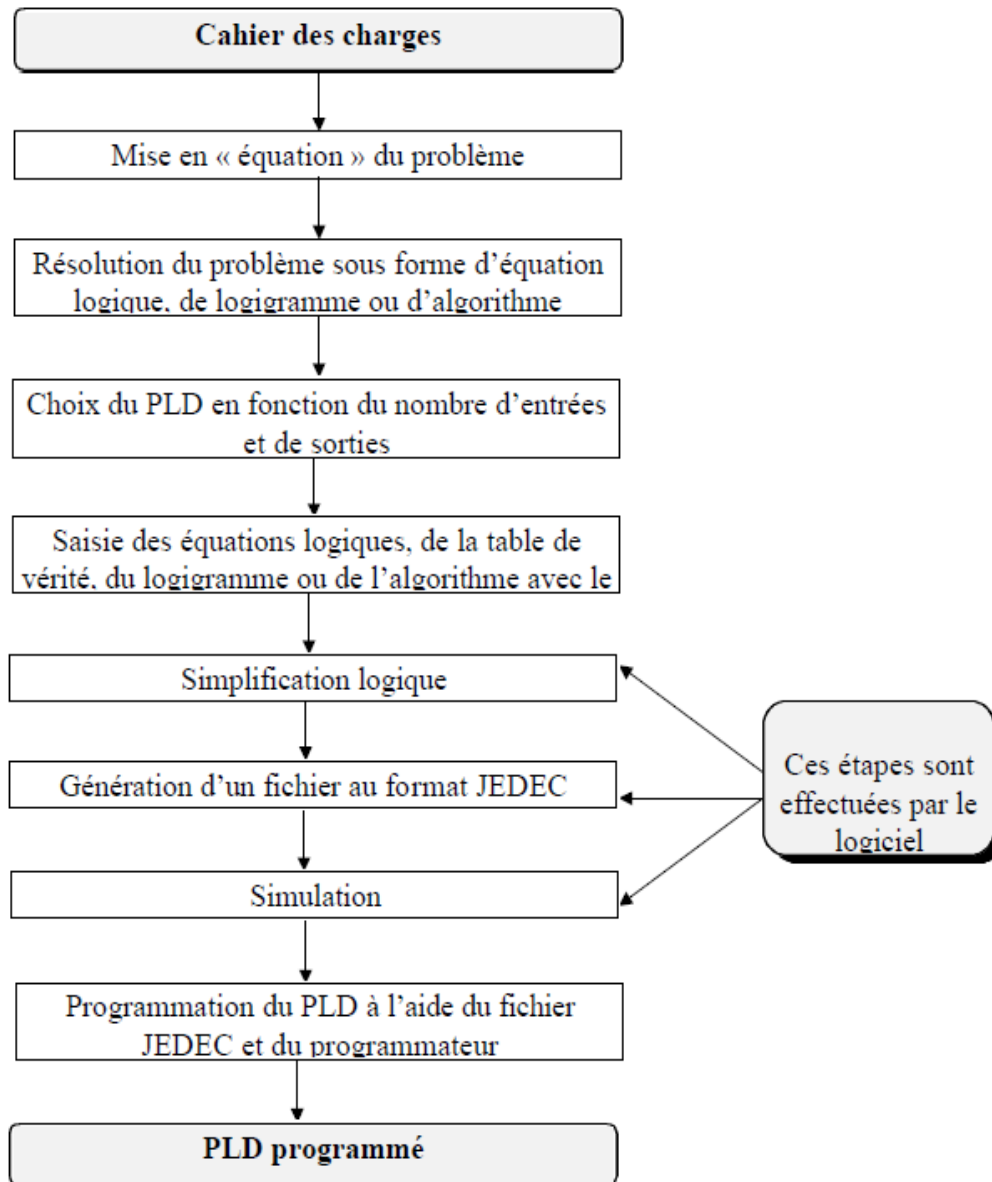 Cahier des charges
Mise en « équation » du problème
Résolution du problème sous forme d’équation
logique, de logigramme ou d’algorithme
Choix du PLD en fonction du nombre d’entrées
et de sorties
Saisie des équations logiques, de la table de
vérité, du logigramme ou de l’algorithme avec le
Simplification logique
Génération d’un fichier au format JEDEC
Simulation
Ces étapes sont
effectuées par le
logiciel
Programmation du PLD à l’aide du fichier
JEDEC et du programmateur
PLD programmé